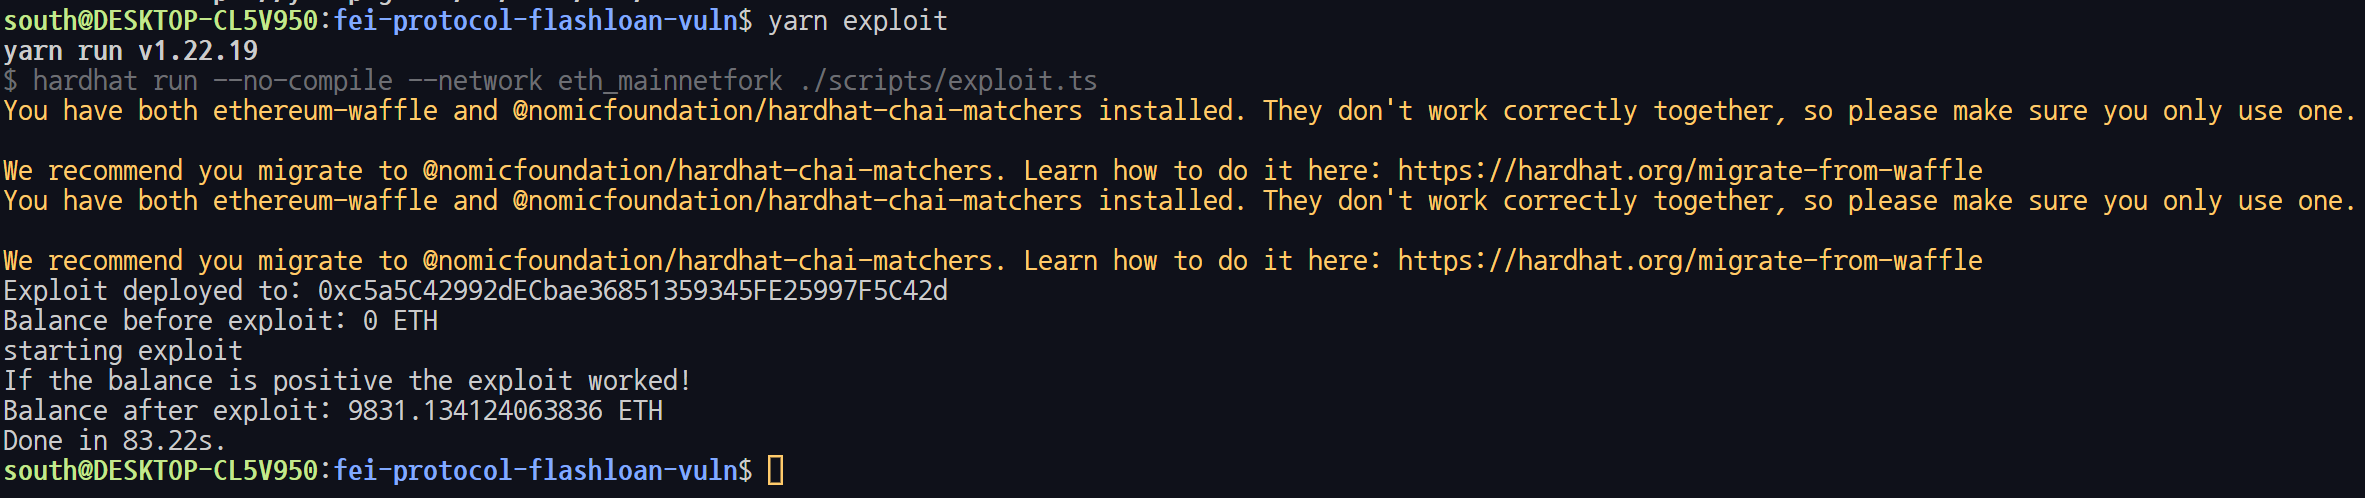 south@DESKTOP-CL5V950:fei-protocol-flashloan-vuln$ yarn exploit
yarn run v1.22.19
$ hardhat run --no-compile --network eth_mainnetfork ./scripts/exploit.ts
You have both ethereum-waffle and @nomicfoundation/hardhat-chai-matchers installed. They don't work correctly together, so please make sure you only use one.
We recommend you migrate to @nomicfoundation/hardhat-chai-matchers. Learn how to do it here: https://hardhat.org/migrate-from-waffle
You have both ethereum-waffle and @nomicfoundation/hardhat-chai-matchers installed. They don't work correctly together, so please make sure you only use one.
We recommend you migrate to @nomicfoundation/hardhat-chai-matchers. Learn how to do it here: https://hardhat.org/migrate-from-waffle
Exploit deployed to: 0xc5a5C42992dECbae36851359345FE25997F5C42d
Balance before exploit: 0 ETH
starting exploit
If the balance is positive the exploit worked!
Balance after exploit: 9831.134124063836 ETH
Done in 83.22s.
south@DESKTOP-CL5V950:fei-protocol-flashloan-vuln$